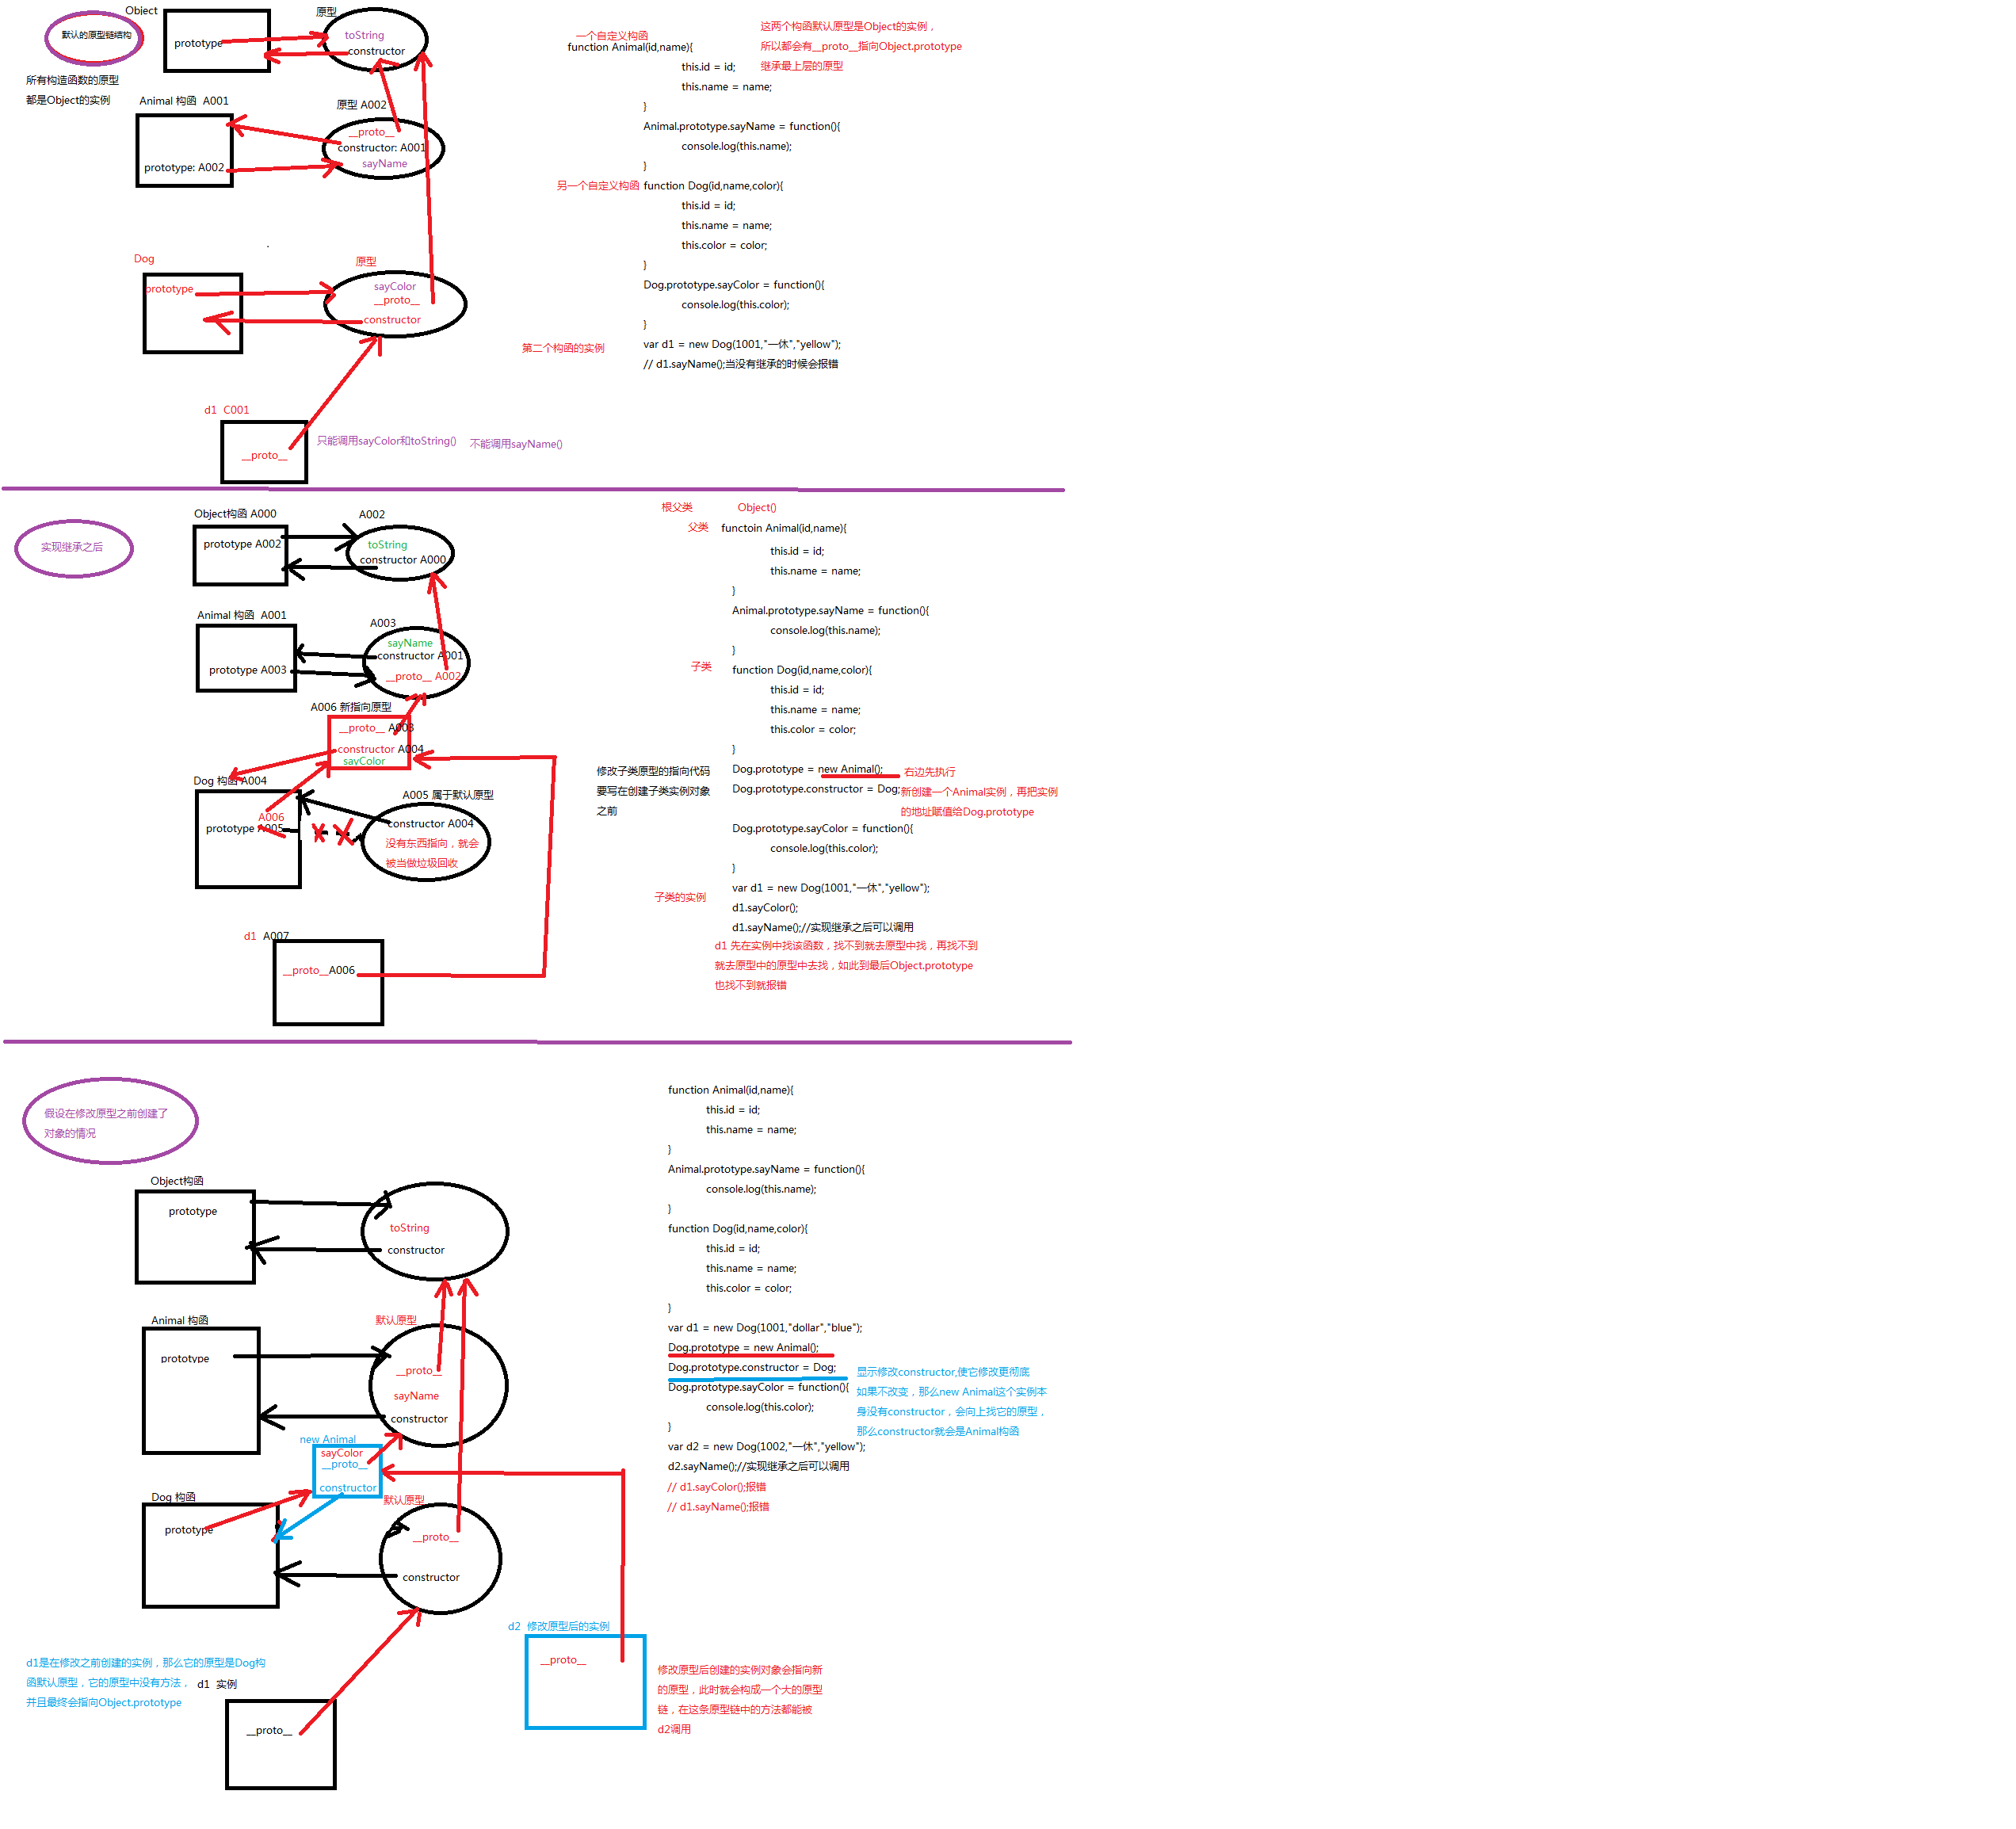 默认的原型链结构
所有构造函数的原型
都是Object的实例
Object
prototype
原型
toString
constructor
Animal 构函  A001
prototype: A002
原型 A002
__proto__
constructor: A001
sayName
Dog
prototype
原型
sayColor
__proto__
constructor
d1  C001
__proto__
只能调用sayColor和toString()
不能调用sayName()
一个自定义构函
function Animal(id,name){
this.id = id;
this.name = name;
}
Animal.prototype.sayName = function(){
console.log(this.name);
}
另一个自定义构函
function Dog(id,name,color){
this.id = id;
this.name = name;
this.color = color;
}
Dog.prototype.sayColor = function(){
console.log(this.color);
}
第二个构函的实例
var d1 = new Dog(1001,"一休","yellow");
// d1.sayName();当没有继承的时候会报错
这两个构函默认原型是Object的实例，
所以都会有__proto__指向Object.prototype
继承最上层的原型
实现继承之后
Object构函 A000
prototype A002
A002
toString
constructor A000
Animal 构函  A001
prototype A003
A003
sayName
constructor A001
__proto__ A002
A006 新指向原型
__proto__ A003
constructor A004
sayColor
Dog 构函 A004
A006
prototype A005
A005 属于默认原型
constructor A004
没有东西指向，就会
被当做垃圾回收
d1  A007
__proto__A006
根父类
Object()
父类
functoin Animal(id,name){
this.id = id;
this.name = name;
}
Animal.prototype.sayName = function(){
console.log(this.name);
}
子类
function Dog(id,name,color){
this.id = id;
this.name = name;
this.color = color;
}
修改子类原型的指向代码
要写在创建子类实例对象
之前
Dog.prototype = new Animal();
Dog.prototype.constructor = Dog;
右边先执行
新创建一个Animal实例，再把实例
的地址赋值给Dog.prototype
Dog.prototype.sayColor = function(){
console.log(this.color);
}
子类的实例
var d1 = new Dog(1001,"一休","yellow");
d1.sayColor();
d1.sayName();//实现继承之后可以调用
d1 先在实例中找该函数，找不到就去原型中找，再找不到
就去原型中的原型中去找，如此到最后Object.prototype
也找不到就报错
假设在修改原型之前创建了
对象的情况
Object构函
prototype
toString
constructor
Animal 构函
prototype
默认原型
__proto__
sayName
constructor
new Animal
sayColor
__proto__
constructor
Dog 构函
prototype
默认原型
__proto__
constructor
d1是在修改之前创建的实例，那么它的原型是Dog构
函默认原型，它的原型中没有方法，
并且最终会指向Object.prototype
d1  实例
__proto__
d2  修改原型后的实例
__proto__
修改原型后创建的实例对象会指向新
的原型，此时就会构成一个大的原型
链，在这条原型链中的方法都能被
d2调用
function Animal(id,name){
this.id = id;
this.name = name;
}
Animal.prototype.sayName = function(){
console.log(this.name);
}
function Dog(id,name,color){
this.id = id;
this.name = name;
this.color = color;
}
var d1 = new Dog(1001,"dollar","blue");
Dog.prototype = new Animal();
Dog.prototype.constructor = Dog;
Dog.prototype.sayColor = function(){
console.log(this.color);
}
var d2 = new Dog(1002,"一休","yellow");
d2.sayName();//实现继承之后可以调用
// d1.sayColor();报错
// d1.sayName();报错
显示修改constructor,使它修改更彻底
如果不改变，那么new Animal这个实例本
身没有constructor，会向上找它的原型，
那么constructor就会是Animal构函